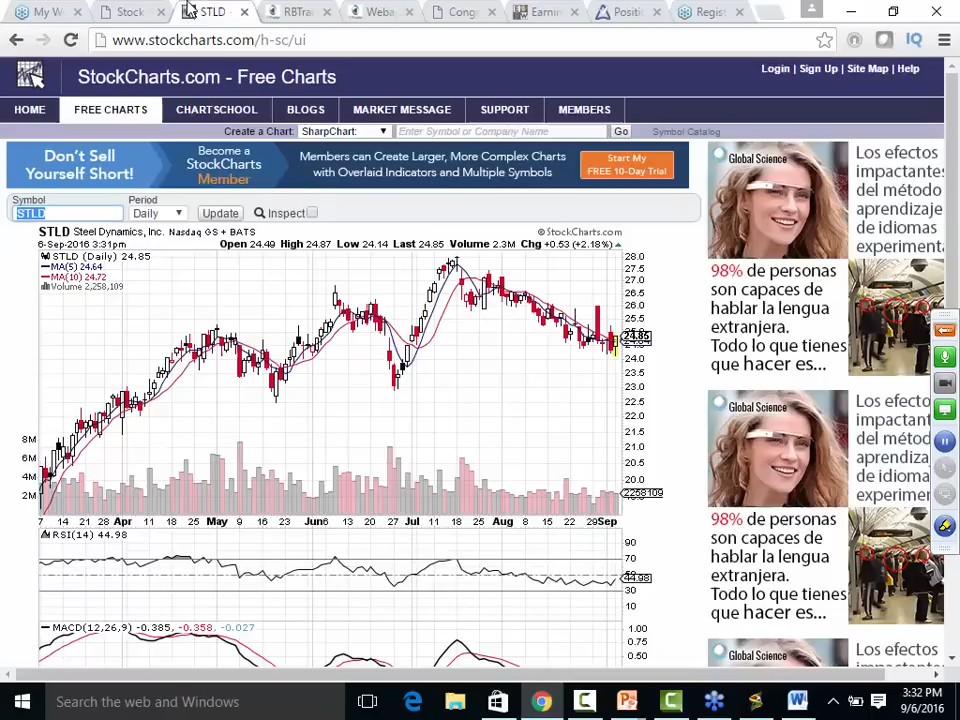 My W
Stock
STLD
RBTra
Weba
Cong
Earnin
Positi
Regist
www.stockcharts.com/h-sc/ui
IQ
StockCharts.com - Free Charts
Login | Sign Up | Site Map | Help
HOME
FREE CHARTS
CHARTSCHOOL
BLOGS
MARKET MESSAGE
SUPPORT
MEMBERS
Create a Chart: SharpChart: Enter Symbol or Company Name Go Symbol Catalog
Don't Sell
Yourself Short!
Become a
StockCharts
Member
Members can Create Larger, More Complex Charts
with Overlaid Indicators and Multiple Symbols
Start My
FREE 10-Day Trial
Symbol
Period
STLD
Daily
Update
Inspect
STLD Steel Dynamics, Inc. Nasdaq GS + BATS
© StockCharts.com
6-Sep-2016 3:31pm
Open 24.49 High 24.87 Low 24.14 Last 24.85 Volume 2.3M Chg +0.53 (+2.18%)
STLD (Daily) 24.85
MA(5) 24.64
MA(10) 24.72
Volume 2,258,109
28.0
27.5
27.0
26.5
26.0
25.5
25.0
24.85
24.5
24.0
23.5
23.0
22.5
22.0
21.5
21.0
20.5
20.0
2258109
8M
6M
4M
2M
7 14 21 28 Apr 11 18 25 May 9 16 23 Jun 6 13 20 27 Jul 11 18 25 Aug 8 15 22 29 Sep
RSI(14) 44.98
90
70
50
44.98
30
10
MACD(12,26,9) -0.385, -0.358, -0.027
1.00
0.75
0.50
Global Science
Los efectos
impactantes
del método
aprendizaje
de idiomas
experimenta
98% de personas
son capaces de
hablar la lengua
extranjera.
Todo lo que tienes
que hacer es...
Global Science
Los efectos
impactantes
del método
aprendizaje
de idiomas
experimenta
98% de personas
son capaces de
hablar la lengua
extranjera.
Todo lo que tienes
que hacer es...
Global Science
Los efectos
Search the web and Windows
3:32 PM
9/6/2016